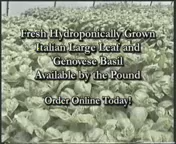 Fresh Hydroponically Grown
Italian Large Leaf and
Genovese Basil
Available by the Pound
Order Online Today!